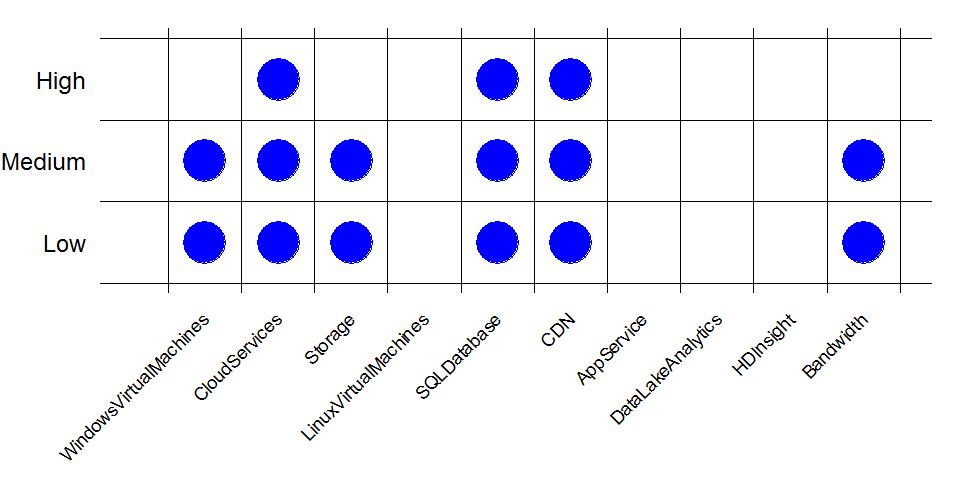 High
Medium
Low
WindowsVirtualMachines
CloudServices
Storage
LinuxVirtualMachines
SQLDatabase
CDN
AppService
DataLakeAnalytics
HDInsight
Bandwidth